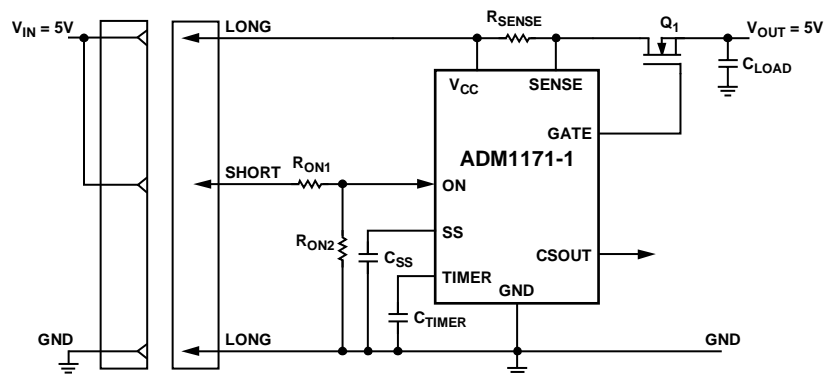 V_IN = 5V
LONG
R_SENSE
Q_1
V_OUT = 5V
C_LOAD
V_CC
SENSE
GATE
ADM1171-1
SHORT
R_ON1
ON
R_ON2
SS
C_SS
CSOUT
TIMER
GND
C_TIMER
GND
LONG
GND